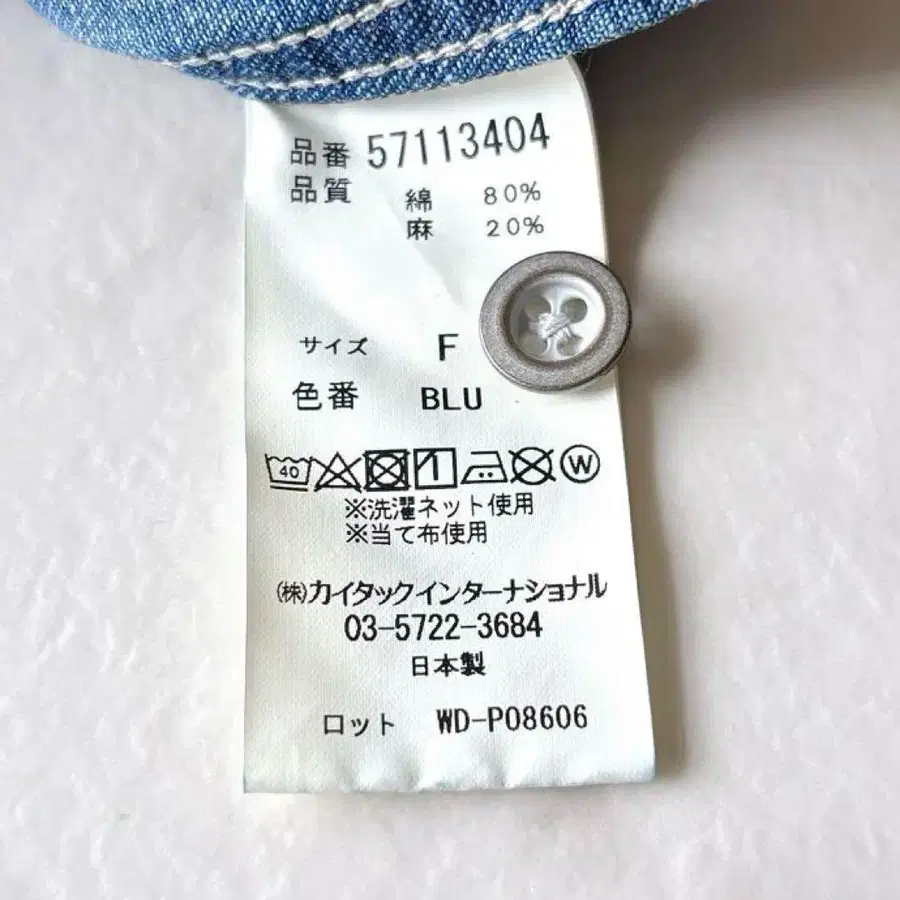 品番 57113404
品質 綿 80%
麻 20%
サイズ F
色番 BLU
40 1 W
※洗濯ネット使用
※当て布使用
(株)カイタックインターナショナル
03-5722-3684
日本製
ロット WD-P08606